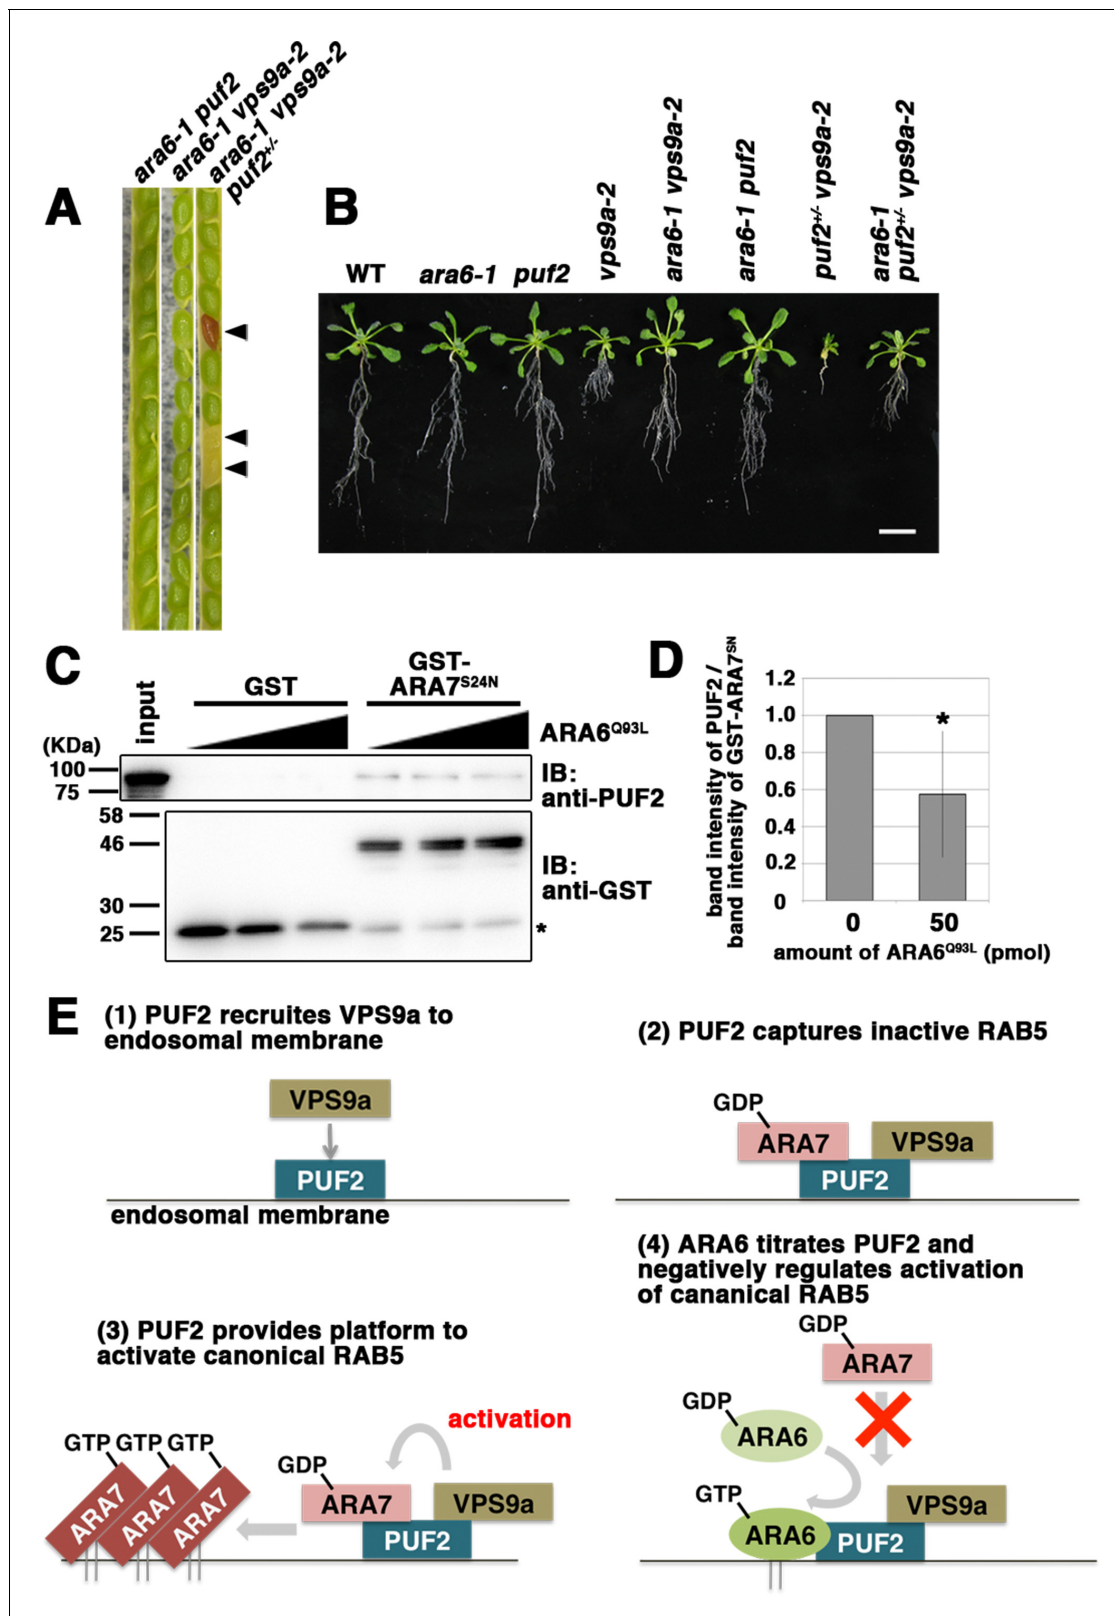 A
ara6-1 puf2
ara6-1 vps9a-2
ara6-1 vps9a-2
puf2+/-
B
WT
ara6-1
puf2
vps9a-2
ara6-1 vps9a-2
ara6-1 puf2
puf2+/- vps9a-2
ara6-1
puf2+/- vps9a-2
C
input
GST
GST-
ARA7S24N
ARA6Q93L
(KDa)
100
75
IB:
anti-PUF2
58
46
30
25
IB:
anti-GST
*
D
band intensity of PUF2 /
band intensity of GST-ARA7SN
1.2
1.0
0.8
0.6
0.4
0.2
0
*
0
50
amount of ARA6Q93L (pmol)
E
(1) PUF2 recruites VPS9a to
endosomal membrane
VPS9a
PUF2
endosomal membrane
(2) PUF2 captures inactive RAB5
GDP
ARA7
VPS9a
PUF2
(3) PUF2 provides platform to
activate canonical RAB5
activation
GTP
GTP
GTP
ARA7
ARA7
ARA7
GDP
ARA7
VPS9a
PUF2
(4) ARA6 titrates PUF2 and
negatively regulates activation
of cananical RAB5
GDP
ARA7
GDP
ARA6
GTP
ARA6
VPS9a
PUF2